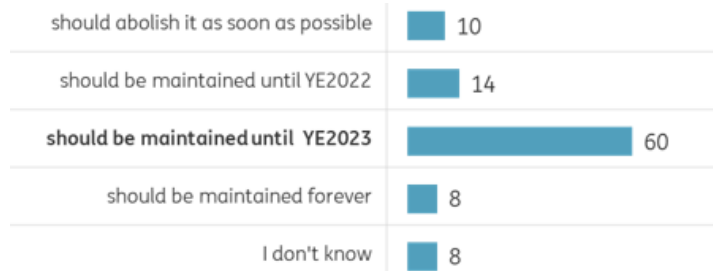 should abolish it as soon as possible 10
should be maintained until YE2022 14
should be maintained until YE2023 60
should be maintained forever 8
I don't know 8